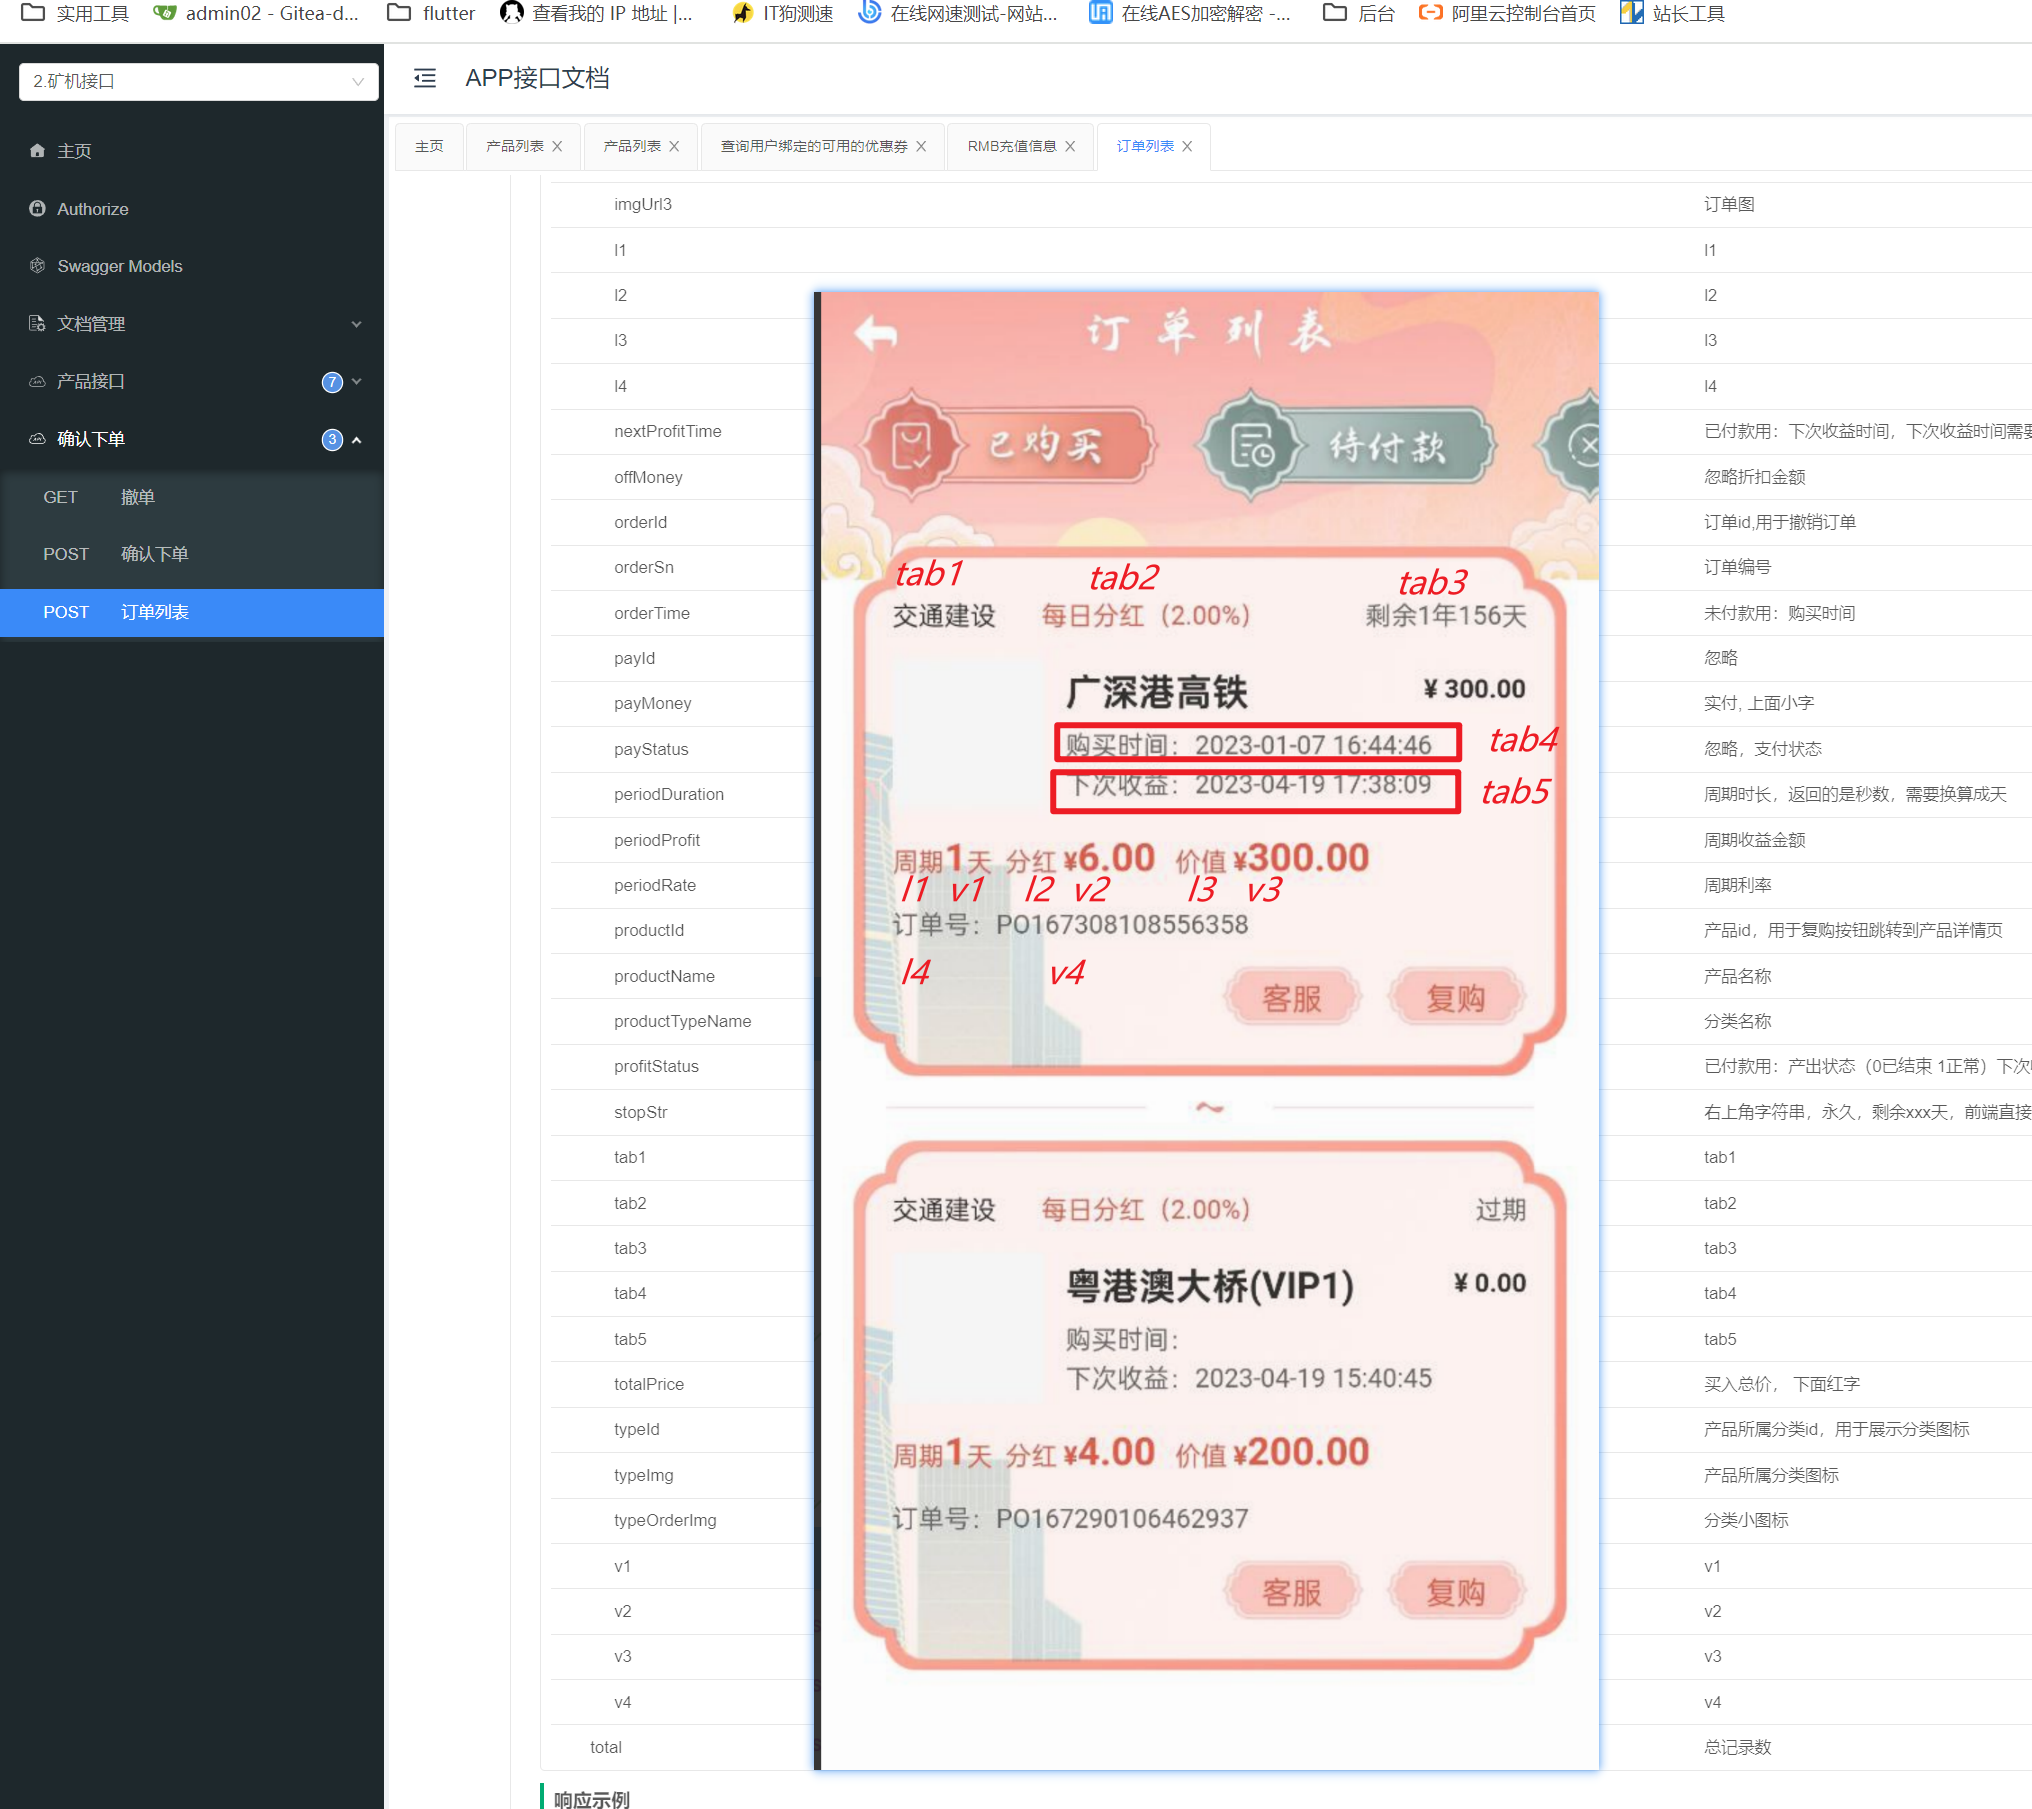 实用工具 admin02 - Gitea-d... flutter 查看我的 IP 地址 |... IT狗测速 在线网速测试-网站... 在线AES加密解密 -... 后台 阿里云控制台首页 站长工具
2.矿机接口
APP接口文档
主页 产品列表 产品列表 查询用户绑定的可用的优惠券 RMB充值信息 订单列表
主页
Authorize
Swagger Models
文档管理
产品接口 7
确认下单 3
GET 撤单
POST 确认下单
POST 订单列表
imgUrl3 订单图
l1 l1
l2 l2
l3 l3
l4 l4
nextProfitTime 已付款用：下次收益时间，下次收益时间需要
offMoney 忽略折扣金额
orderId 订单id,用于撤销订单
orderSn 订单编号
orderTime 未付款用：购买时间
payId 忽略
payMoney 实付, 上面小字
payStatus 忽略，支付状态
periodDuration 周期时长，返回的是秒数，需要换算成天
periodProfit 周期收益金额
periodRate 周期利率
productId 产品id，用于复购按钮跳转到产品详情页
productName 产品名称
productTypeName 分类名称
profitStatus 已付款用：产出状态（0已结束 1正常）下次
stopStr 右上角字符串，永久，剩余xxx天，前端直接
tab1 tab1
tab2 tab2
tab3 tab3
tab4 tab4
tab5 tab5
totalPrice 买入总价， 下面红字
typeId 产品所属分类id，用于展示分类图标
typeImg 产品所属分类图标
typeOrderImg 分类小图标
v1 v1
v2 v2
v3 v3
v4 v4
total 总记录数
响应示例
订单列表
已购买 待付款
tab1 tab2 tab3
交通建设 每日分红（2.00%） 剩余1年156天
广深港高铁 ¥ 300.00
购买时间：2023-01-07 16:44:46 tab4
下次收益：2023-04-19 17:38:09 tab5
周期1天 分红 ¥6.00 价值 ¥300.00
l1 v1 l2 v2 l3 v3
订单号：PO167308108556358
l4 v4
客服 复购
~
交通建设 每日分红（2.00%） 过期
粤港澳大桥(VIP1) ¥ 0.00
购买时间：
下次收益：2023-04-19 15:40:45
周期1天 分红 ¥4.00 价值 ¥200.00
订单号：PO167290106462937
客服 复购